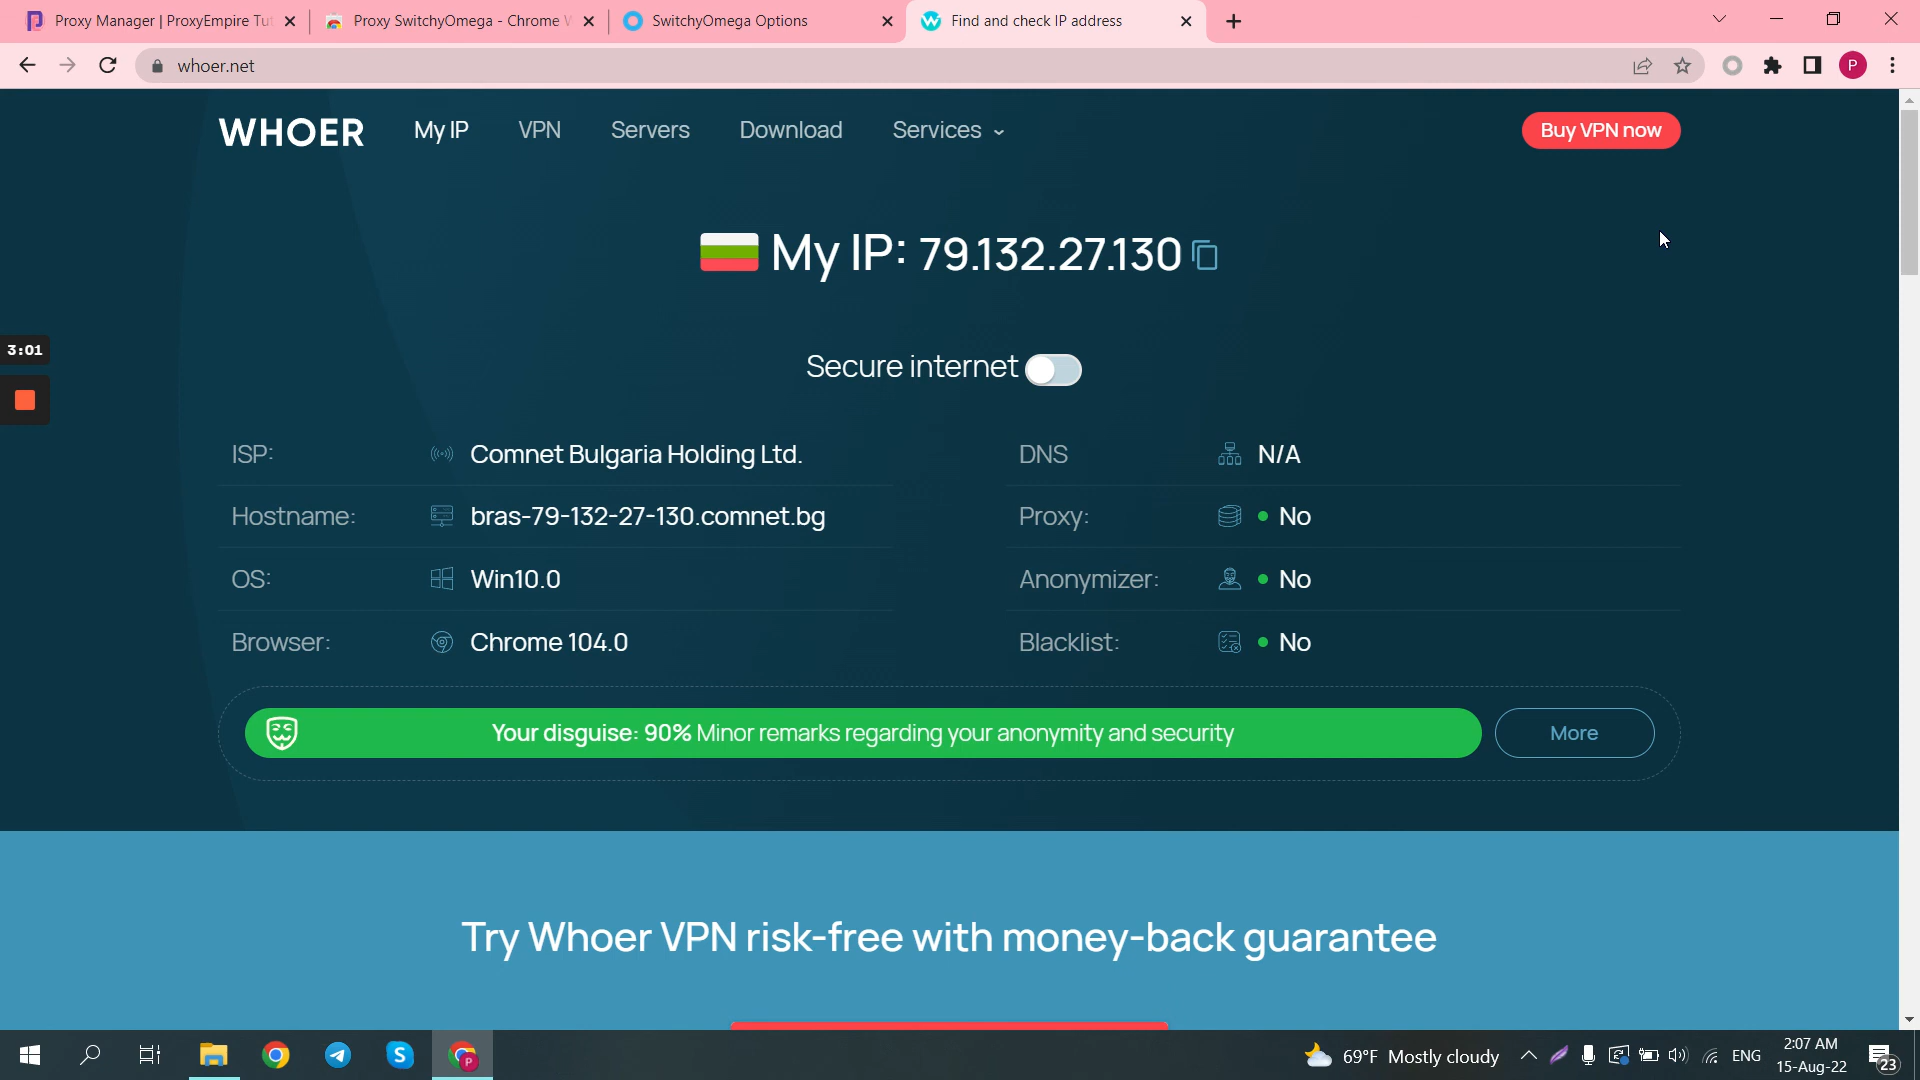 Proxy Manager | ProxyEmpire Tut
Proxy SwitchyOmega - Chrome W
SwitchyOmega Options
Find and check IP address
whoer.net
P
WHOER
My IP
VPN
Servers
Download
Services
Buy VPN now
My IP: 79.132.27.130
3:01
Secure internet
ISP: Comnet Bulgaria Holding Ltd.
DNS N/A
Hostname: bras-79-132-27-130.comnet.bg
Proxy: No
OS: Win10.0
Anonymizer: No
Browser: Chrome 104.0
Blacklist: No
Your disguise: 90% Minor remarks regarding your anonymity and security
More
Try Whoer VPN risk-free with money-back guarantee
69°F Mostly cloudy
ENG
2:07 AM
15-Aug-22
23